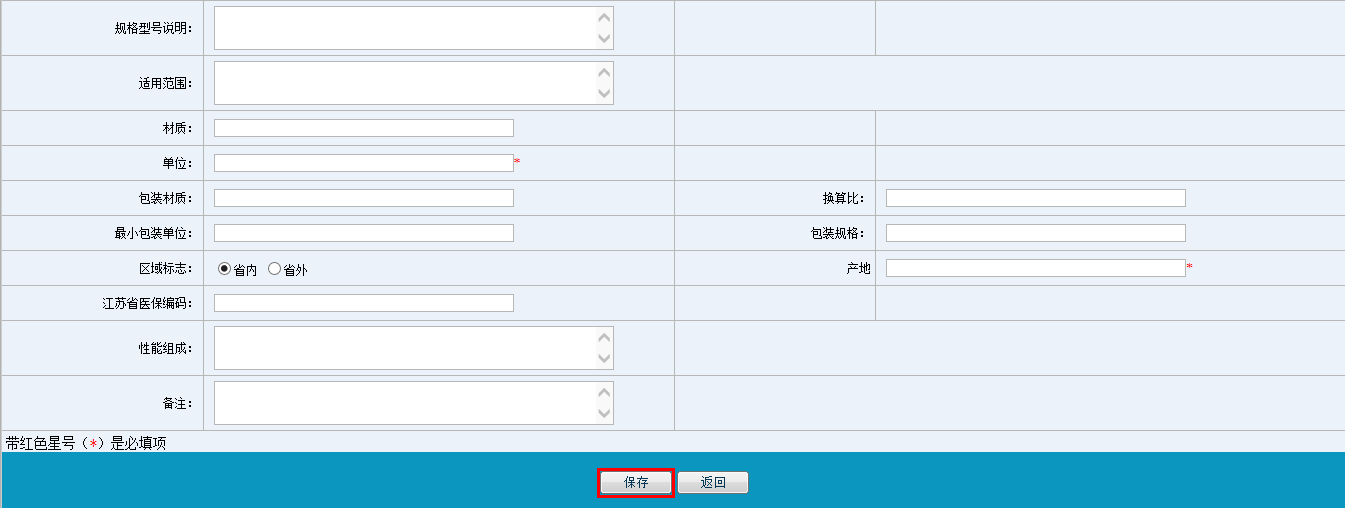 规格型号说明：
适用范围：
材质：
单位： *
包装材质： 换算比：
最小包装单位： 包装规格：
区域标志： 省内 省外 产地 *
江苏省医保编码：
性能组成：
备注：
带红色星号（*）是必填项
保存 返回